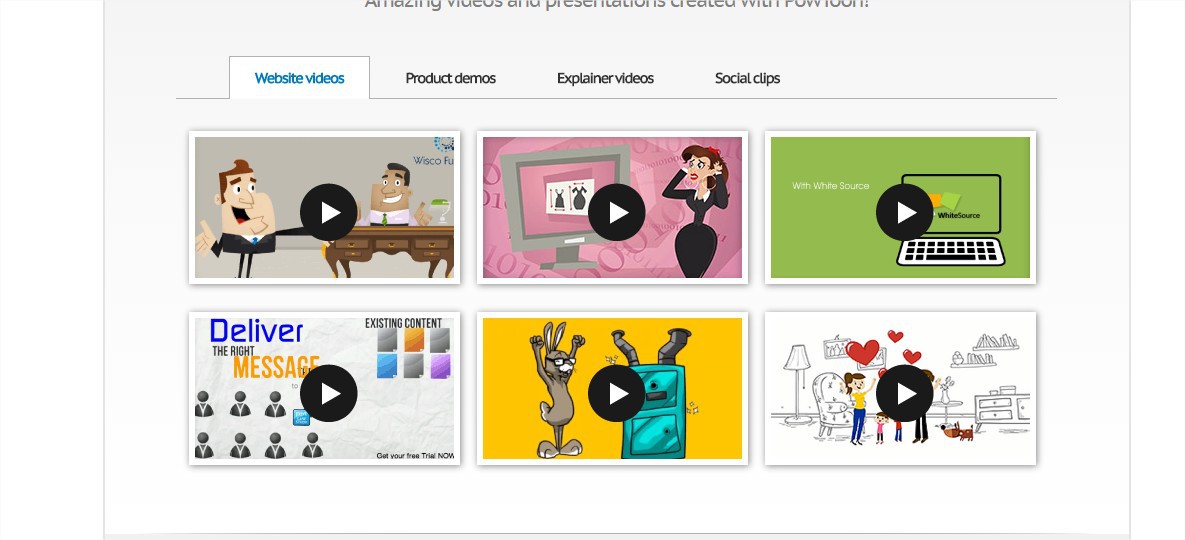 Amazing videos and presentations created with PowToon!
Website videos
Product demos
Explainer videos
Social clips
Wisco Fu
With White Source
WhiteSource
Deliver
THE RIGHT
MESSAGE
to
EXISTING CONTENT
Get your free Trial NOW